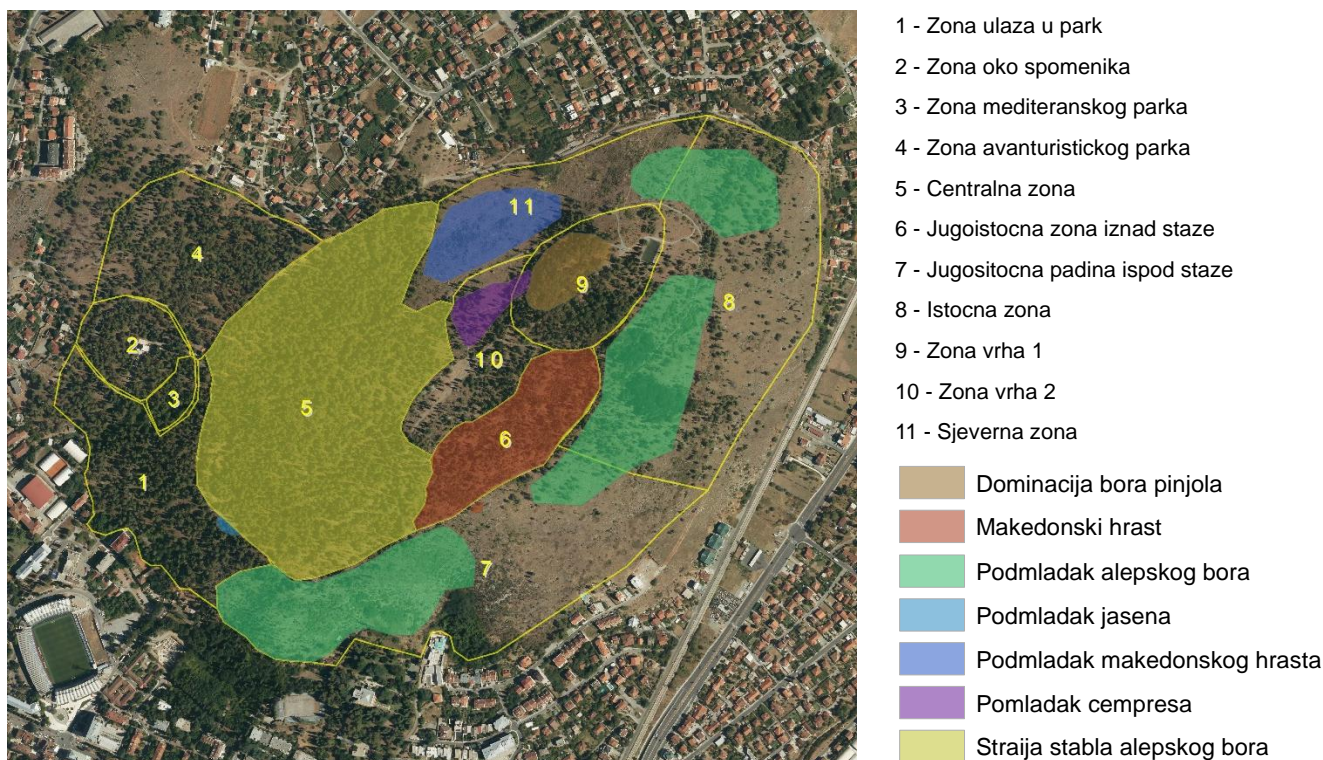 1 - Zona ulaza u park
2 - Zona oko spomenika
3 - Zona mediteranskog parka
4 - Zona avanturistickog parka
5 - Centralna zona
6 - Jugoistocna zona iznad staze
7 - Jugositocna padina ispod staze
8 - Istocna zona
9 - Zona vrha 1
10 - Zona vrha 2
11 - Sjeverna zona
Dominacija bora pinjola
Makedonski hrast
Podmladak alepskog bora
Podmladak jasena
Podmladak makedonskog hrasta
Pomladak cempresa
Straija stabla alepskog bora
11
4
9
8
2
10
3
5
6
1
7